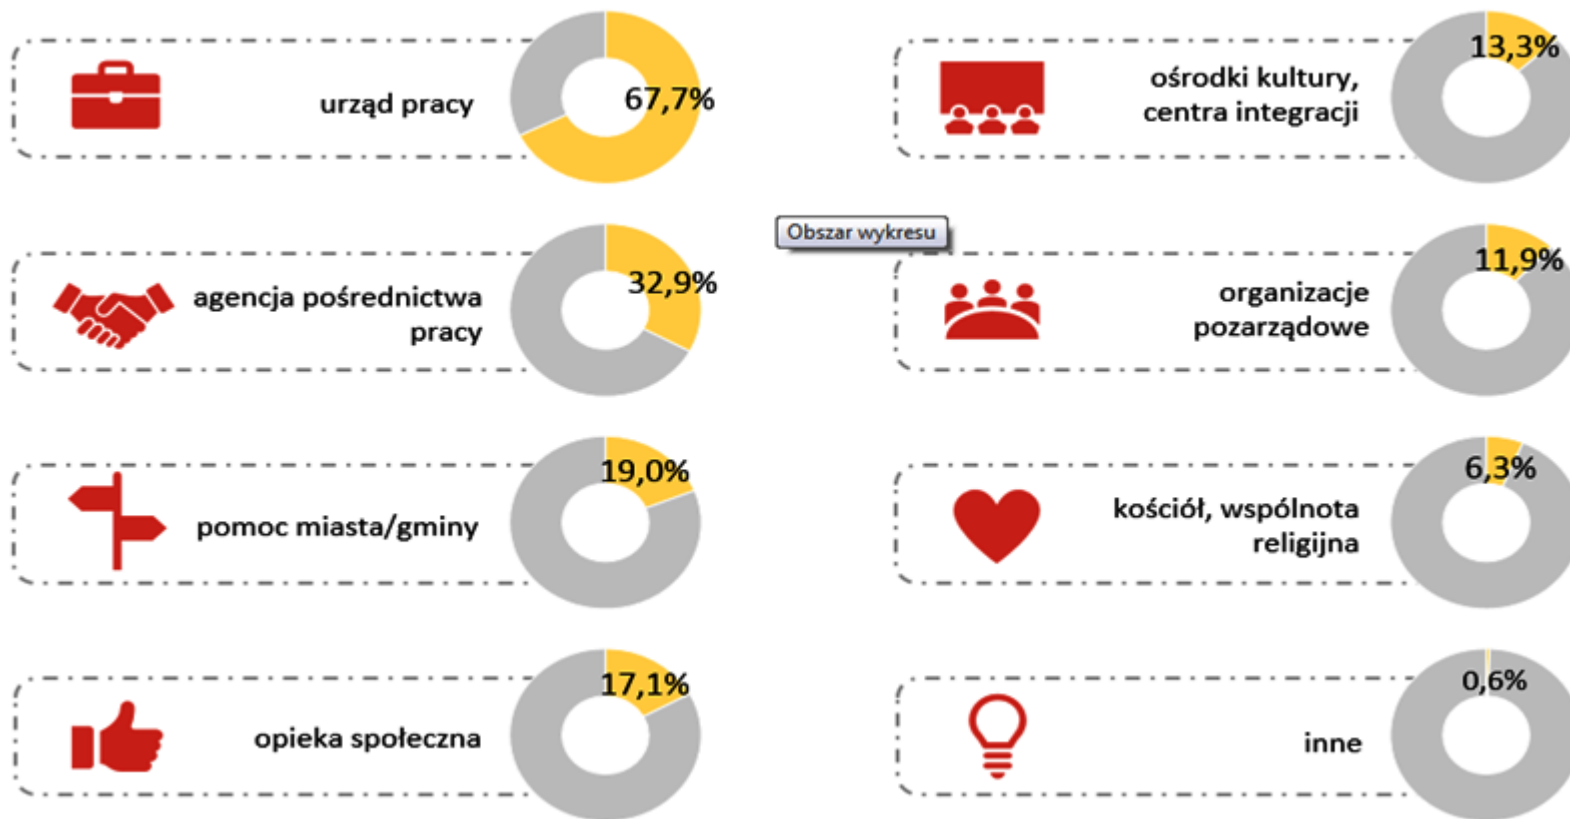 urząd pracy
67,7%
agencja pośrednictwa
pracy
32,9%
pomoc miasta/gminy
19,0%
opieka społeczna
17,1%
Obszar wykresu
ośrodki kultury,
centra integracji
13,3%
organizacje
pozarządowe
11,9%
kościół, wspólnota
religijna
6,3%
inne
0,6%